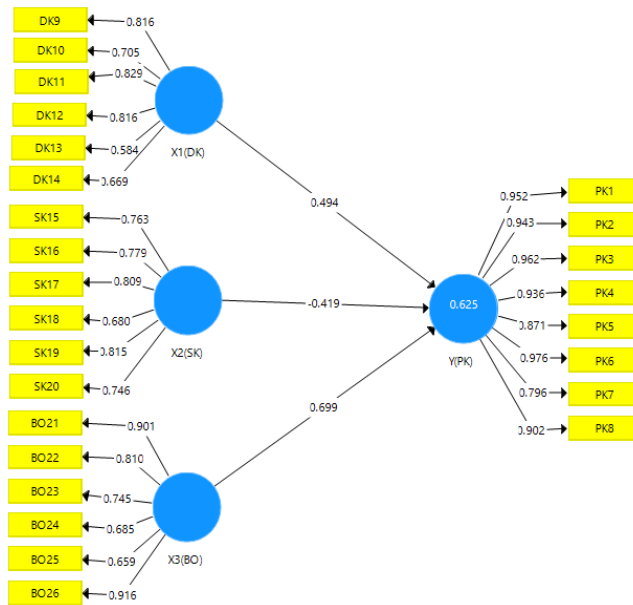 DK9
0.816
DK10
0.705
DK11
0.829
DK12
0.816
DK13
0.584
DK14
0.669
X1(DK)
0.494
SK15
0.763
SK16
0.779
SK17
0.809
SK18
0.680
SK19
0.815
SK20
0.746
X2(SK)
-0.419
BO21
0.901
BO22
0.810
BO23
0.745
BO24
0.685
BO25
0.659
BO26
0.916
X3(BO)
0.699
0.625
Y(PK)
0.952
PK1
0.943
PK2
0.962
PK3
0.936
PK4
0.871
PK5
0.976
PK6
0.796
PK7
0.902
PK8